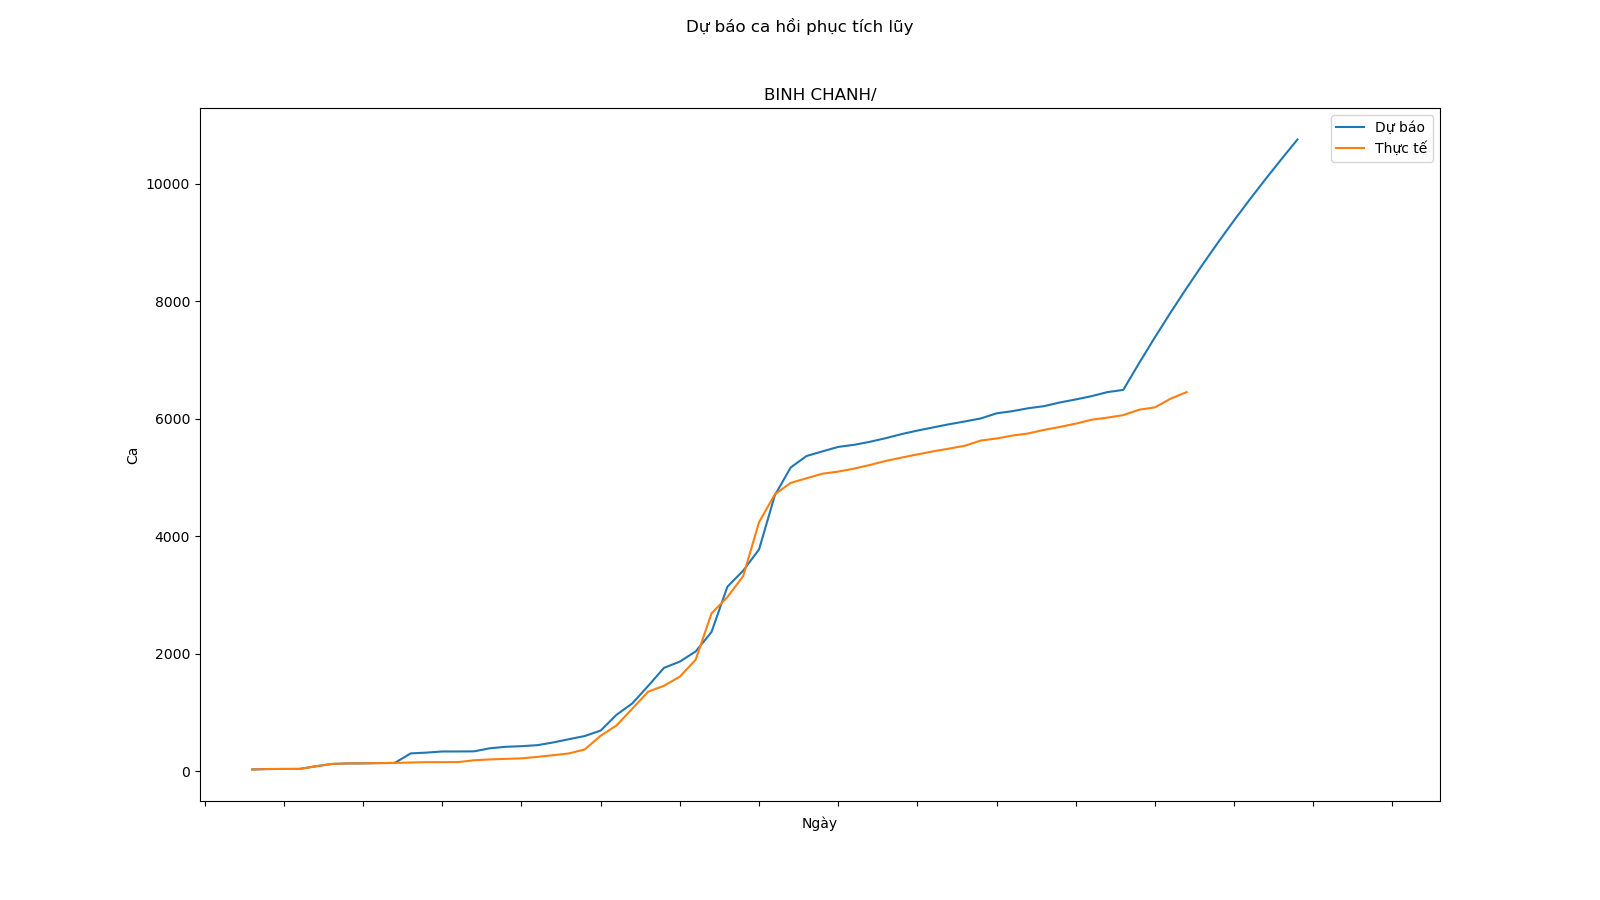 Dự báo ca hồi phục tích lũy
BINH CHANH/
Dự báo
Thực tế
10000
8000
6000
4000
2000
0
Ca
Ngày